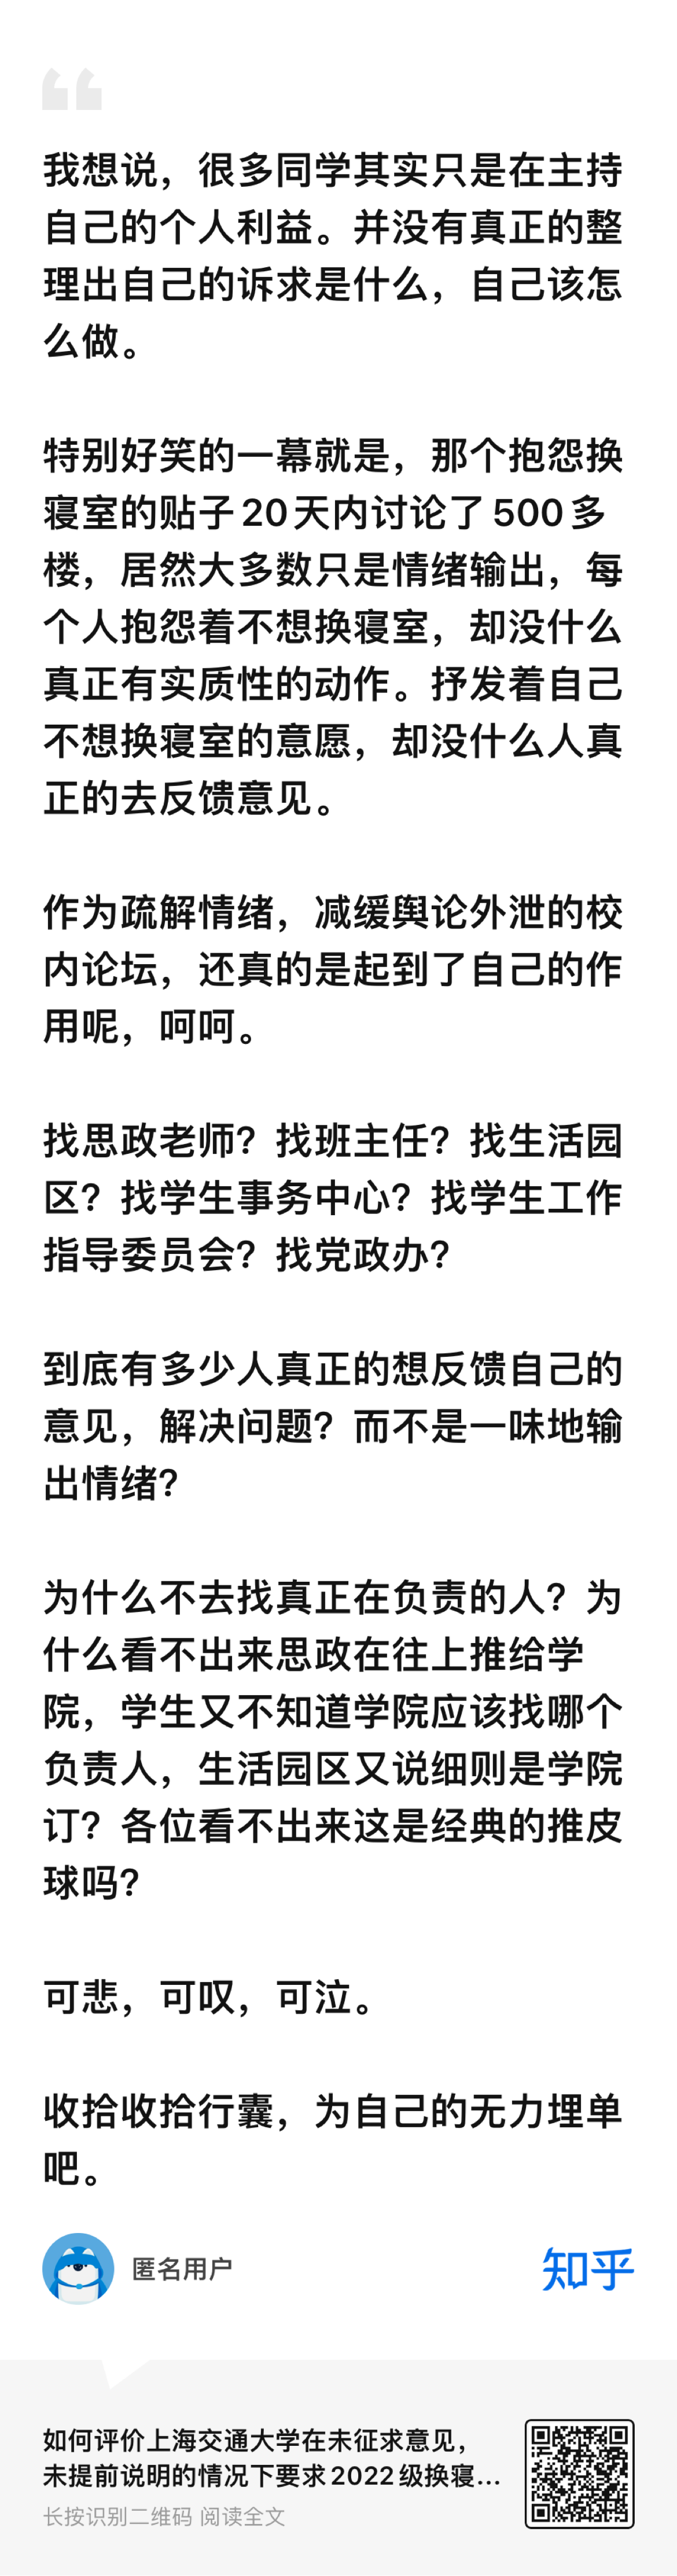 我想说，很多同学其实只是在主持
自己的个人利益。并没有真正的整
理出自己的诉求是什么，自己该怎
么做。
特别好笑的一幕就是，那个抱怨换
寝室的贴子20天内讨论了500多
楼，居然大多数只是情绪输出，每
个人抱怨着不想换寝室，却没什么
真正有实质性的动作。抒发着自己
不想换寝室的意愿，却没什么人真
正的去反馈意见。
作为疏解情绪，减缓舆论外泄的校
内论坛，还真的是起到了自己的作
用呢，呵呵。
找思政老师？找班主任？找生活园
区？找学生事务中心？找学生工作
指导委员会？找党政办？
到底有多少人真正的想反馈自己的
意见，解决问题？而不是一味地输
出情绪？
为什么不去找真正在负责的人？为
什么看不出来思政在往上推给学
院，学生又不知道学院应该找哪个
负责人，生活园区又说细则是学院
订？各位看不出来这是经典的推皮
球吗？
可悲，可叹，可泣。
收拾收拾行囊，为自己的无力埋单
吧。
匿名用户
知乎
如何评价上海交通大学在未征求意见，
未提前说明的情况下要求2022级换寝...
长按识别二维码 阅读全文